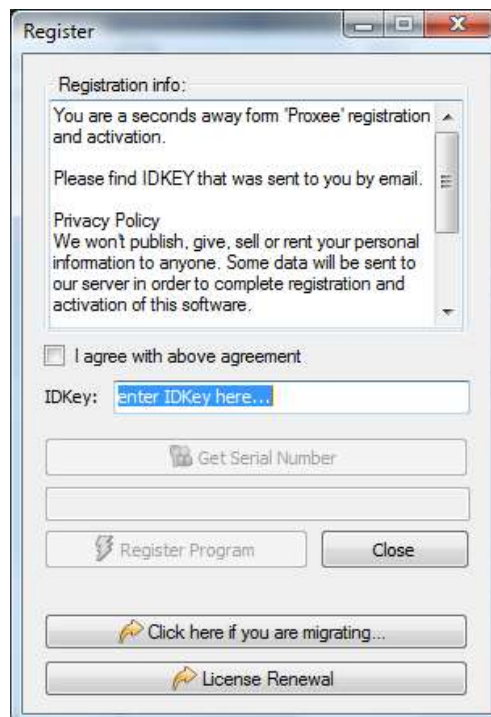 Register
Registration info:
You are a seconds away form 'Proxee' registration
and activation.
Please find IDKEY that was sent to you by email.
Privacy Policy
We won't publish, give, sell or rent your personal
information to anyone. Some data will be sent to
our server in order to complete registration and
activation of this software.
I agree with above agreement
IDKey: enter IDKey here...
Get Serial Number
Register Program Close
Click here if you are migrating...
License Renewal